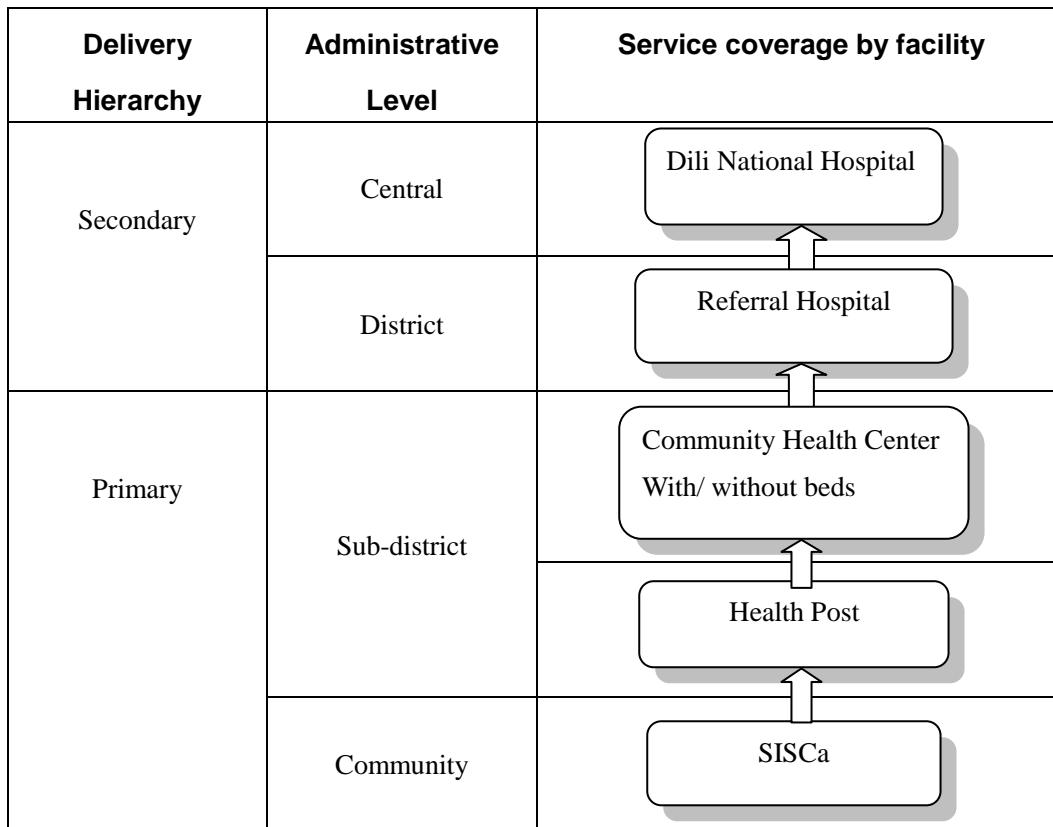 Delivery
Hierarchy
Administrative
Level
Service coverage by facility
Secondary
Central
Dili National Hospital
District
Referral Hospital
Primary
Sub-district
Community Health Center
With/ without beds
Health Post
Community
SISCa